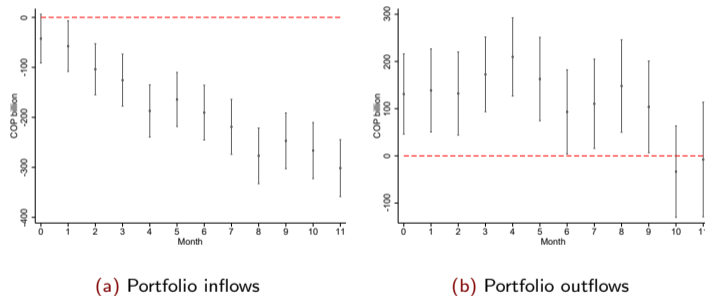 0
-100
-200
-300
-400
COP billion
0 1 2 3 4 5 6 7 8 9 10 11
Month
(a) Portfolio inflows
300
200
100
0
-100
COP billion
0 1 2 3 4 5 6 7 8 9 10 11
Month
(b) Portfolio outflows